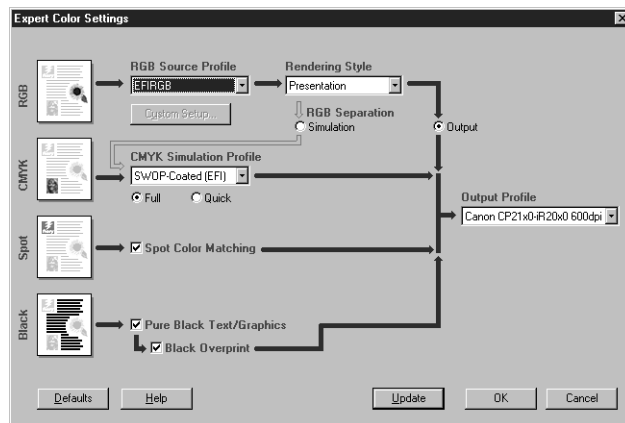 Expert Color Settings
RGB
RGB Source Profile
EFIRGB
Custom Setup...
Rendering Style
Presentation
RGB Separation
Simulation
Output
CMYK
CMYK Simulation Profile
SWOP-Coated (EFI)
Full
Quick
Output Profile
Canon CP21x0-iR20x0 600dpi
Spot
Spot Color Matching
Black
Pure Black Text/Graphics
Black Overprint
Defaults
Help
Update
OK
Cancel